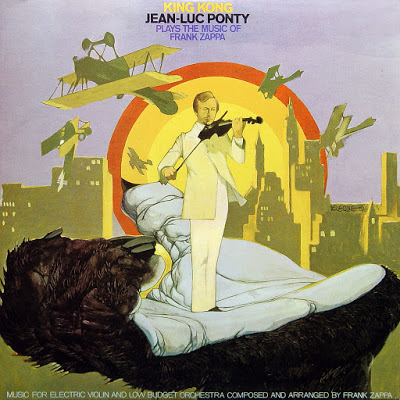 KING KONG
JEAN-LUC PONTY
PLAYS THE MUSIC OF
FRANK ZAPPA
MUSIC FOR ELECTRIC VIOLIN AND LOW BUDGET ORCHESTRA COMPOSED AND ARRANGED BY FRANK ZAPPA